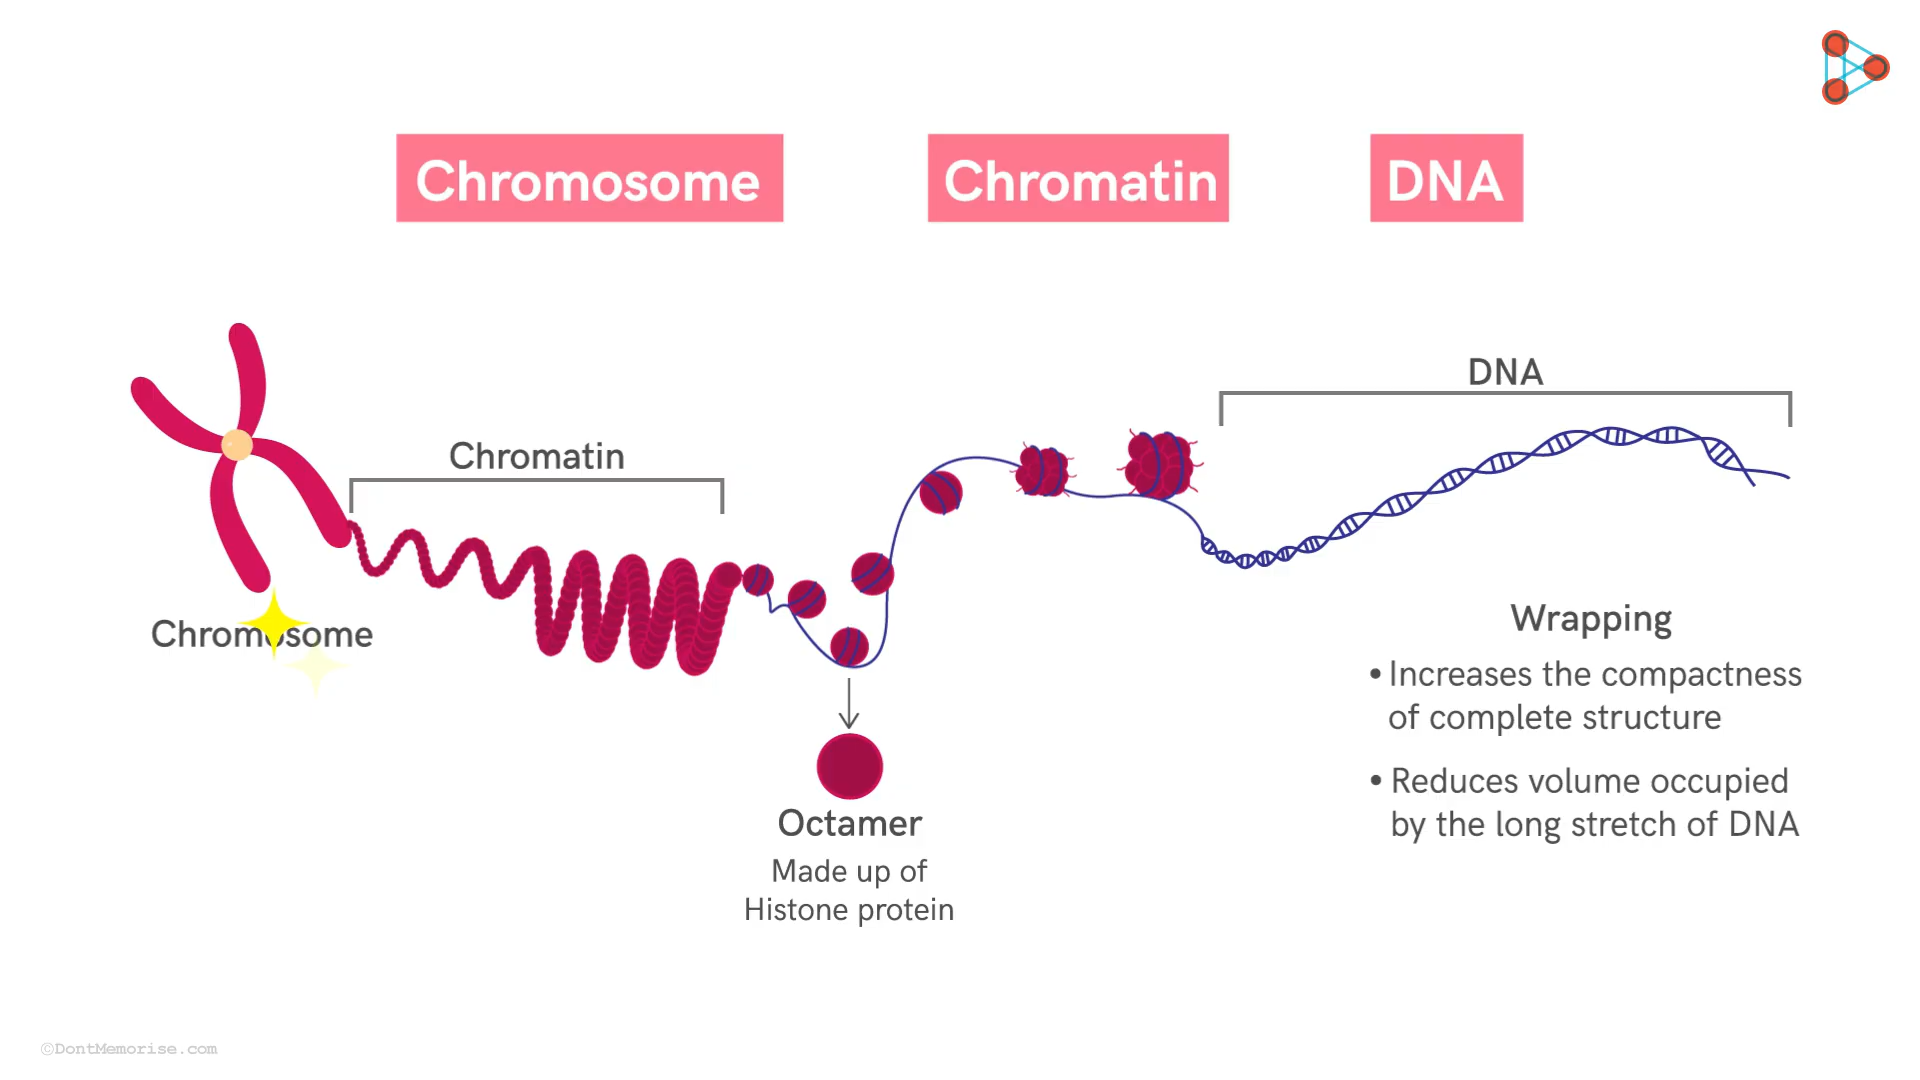 Chromosome
Chromatin
DNA
DNA
Chromatin
Chromosome
Wrapping
• Increases the compactness
of complete structure
• Reduces volume occupied
by the long stretch of DNA
Octamer
Made up of
Histone protein
©DontMemorise.com